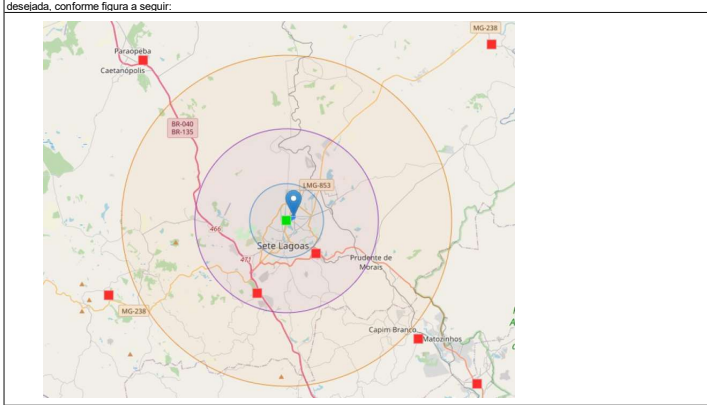 desejada, conforme figura a seguir:
MG-238
Paraopeba
Caetanópolis
BR-040
BR-135
LMG-853
466
Sete Lagoas
471
Prudente de
Morais
MG-238
Capim Branco
Matozinhos